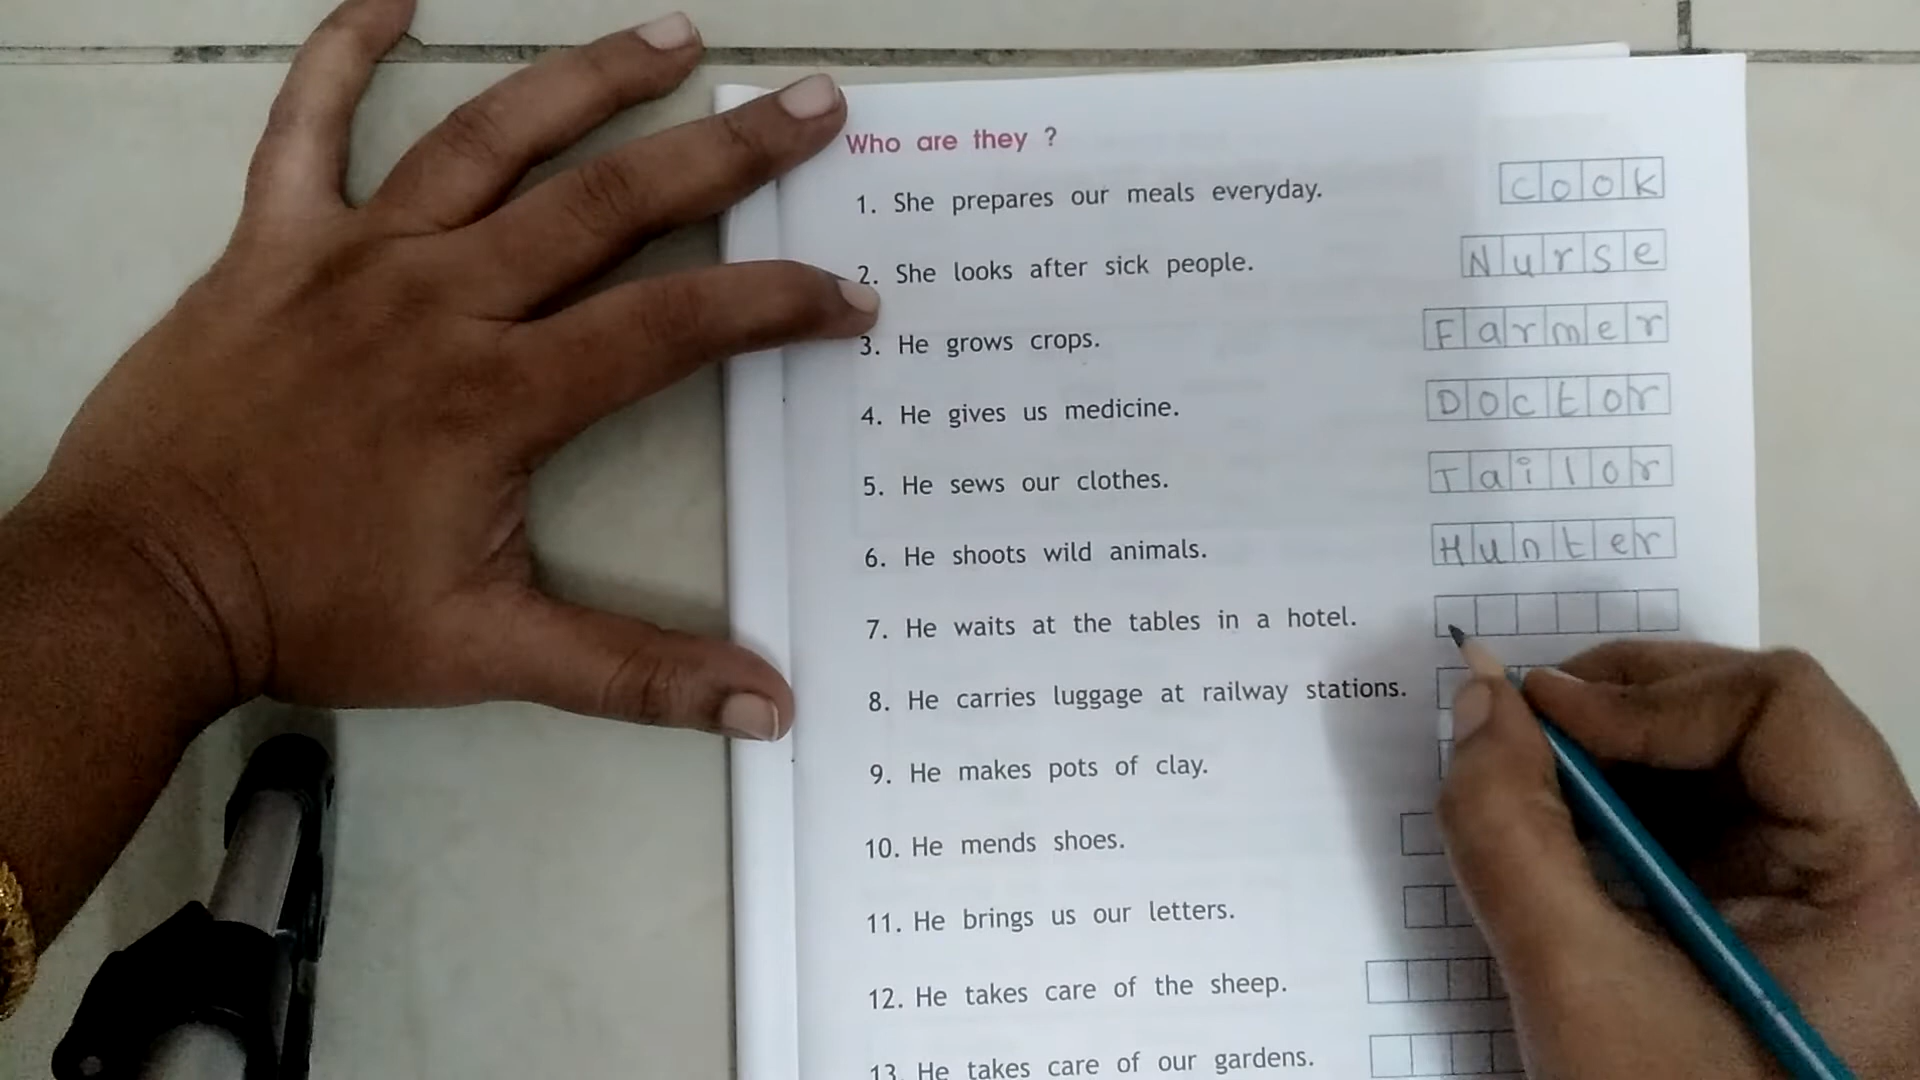 Who are they ?
1. She prepares our meals everyday. Cook
2. She looks after sick people. Nurse
3. He grows crops. Farmer
4. He gives us medicine. Doctor
5. He sews our clothes. Tailor
6. He shoots wild animals. Hunter
7. He waits at the tables in a hotel.
8. He carries luggage at railway stations.
9. He makes pots of clay.
10. He mends shoes.
11. He brings us our letters.
12. He takes care of the sheep.
13. He takes care of our gardens.